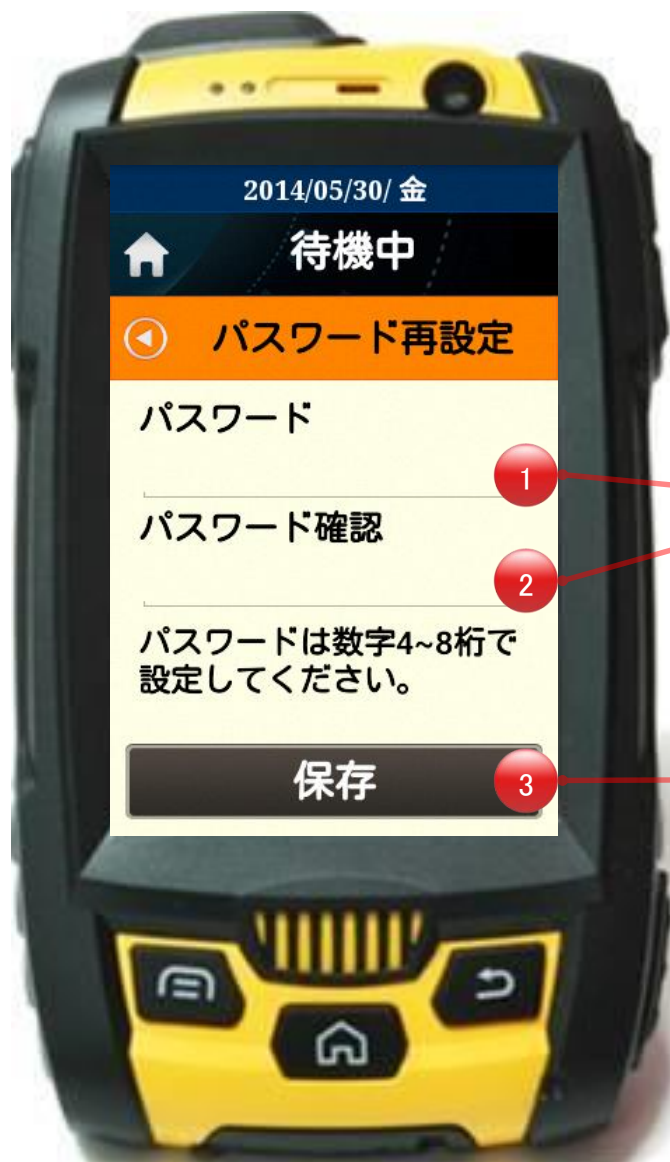 2014/05/30/ 金
待機中
パスワード再設定
パスワード
1
パスワード確認
2
パスワードは数字4~8桁で
設定してください。
保存
3